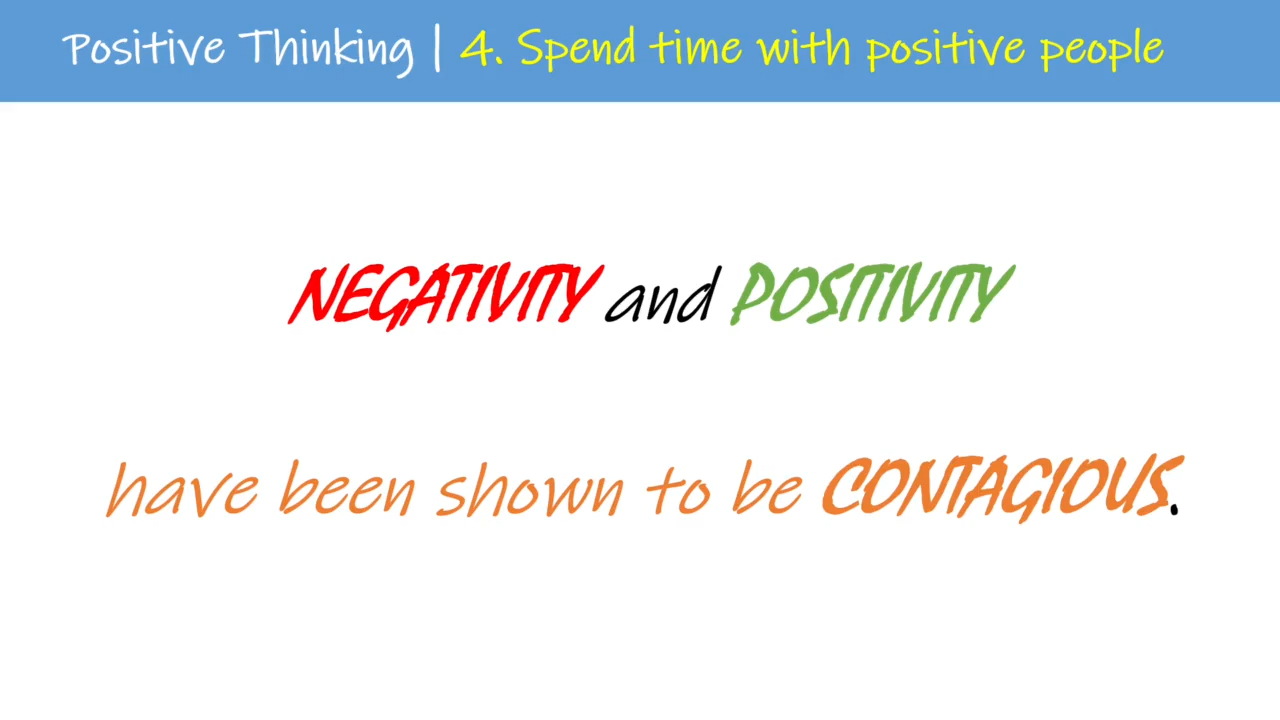 Positive Thinking | 4. Spend time with positive people
NEGATIVITY and POSITIVITY
have been shown to be CONTAGIOUS.